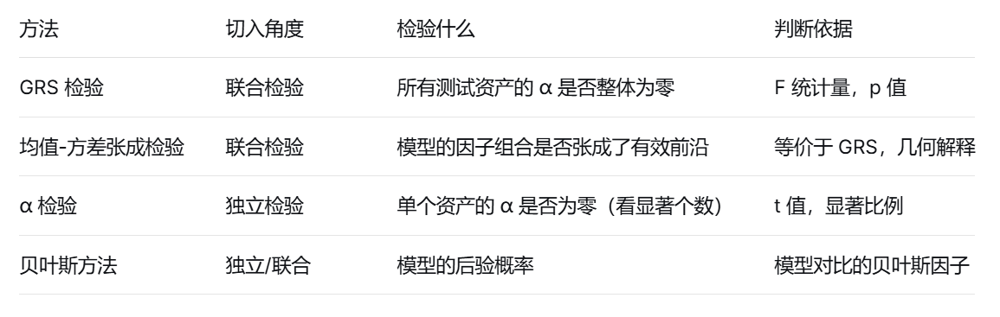 方法 切入角度 检验什么 判断依据
GRS 检验 联合检验 所有测试资产的 α 是否整体为零 F 统计量，p 值
均值-方差张成检验 联合检验 模型的因子组合是否张成了有效前沿 等价于 GRS，几何解释
α 检验 独立检验 单个资产的 α 是否为零（看显著个数） t 值，显著比例
贝叶斯方法 独立/联合 模型的后验概率 模型对比的贝叶斯因子